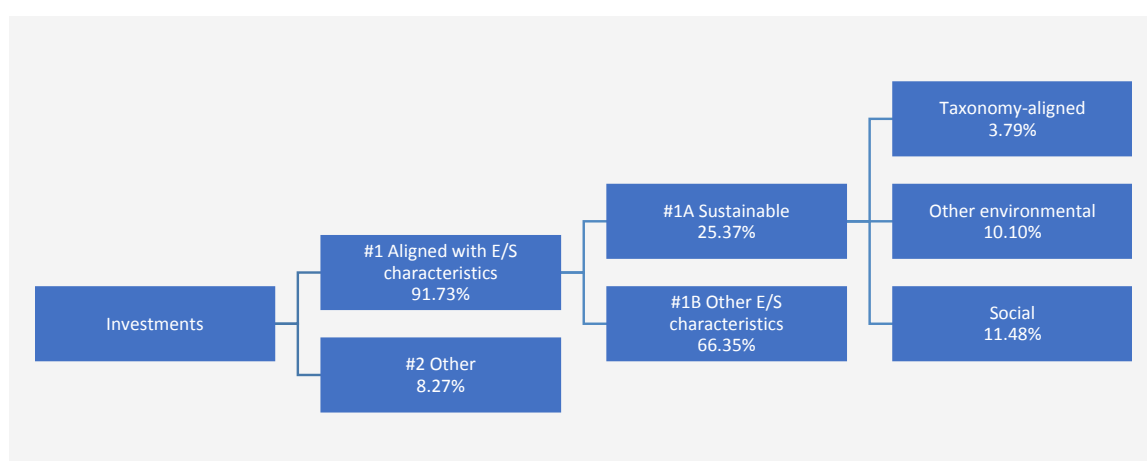 Investments
#1 Aligned with E/S
characteristics
91.73%
#2 Other
8.27%
#1A Sustainable
25.37%
#1B Other E/S
characteristics
66.35%
Taxonomy-aligned
3.79%
Other environmental
10.10%
Social
11.48%